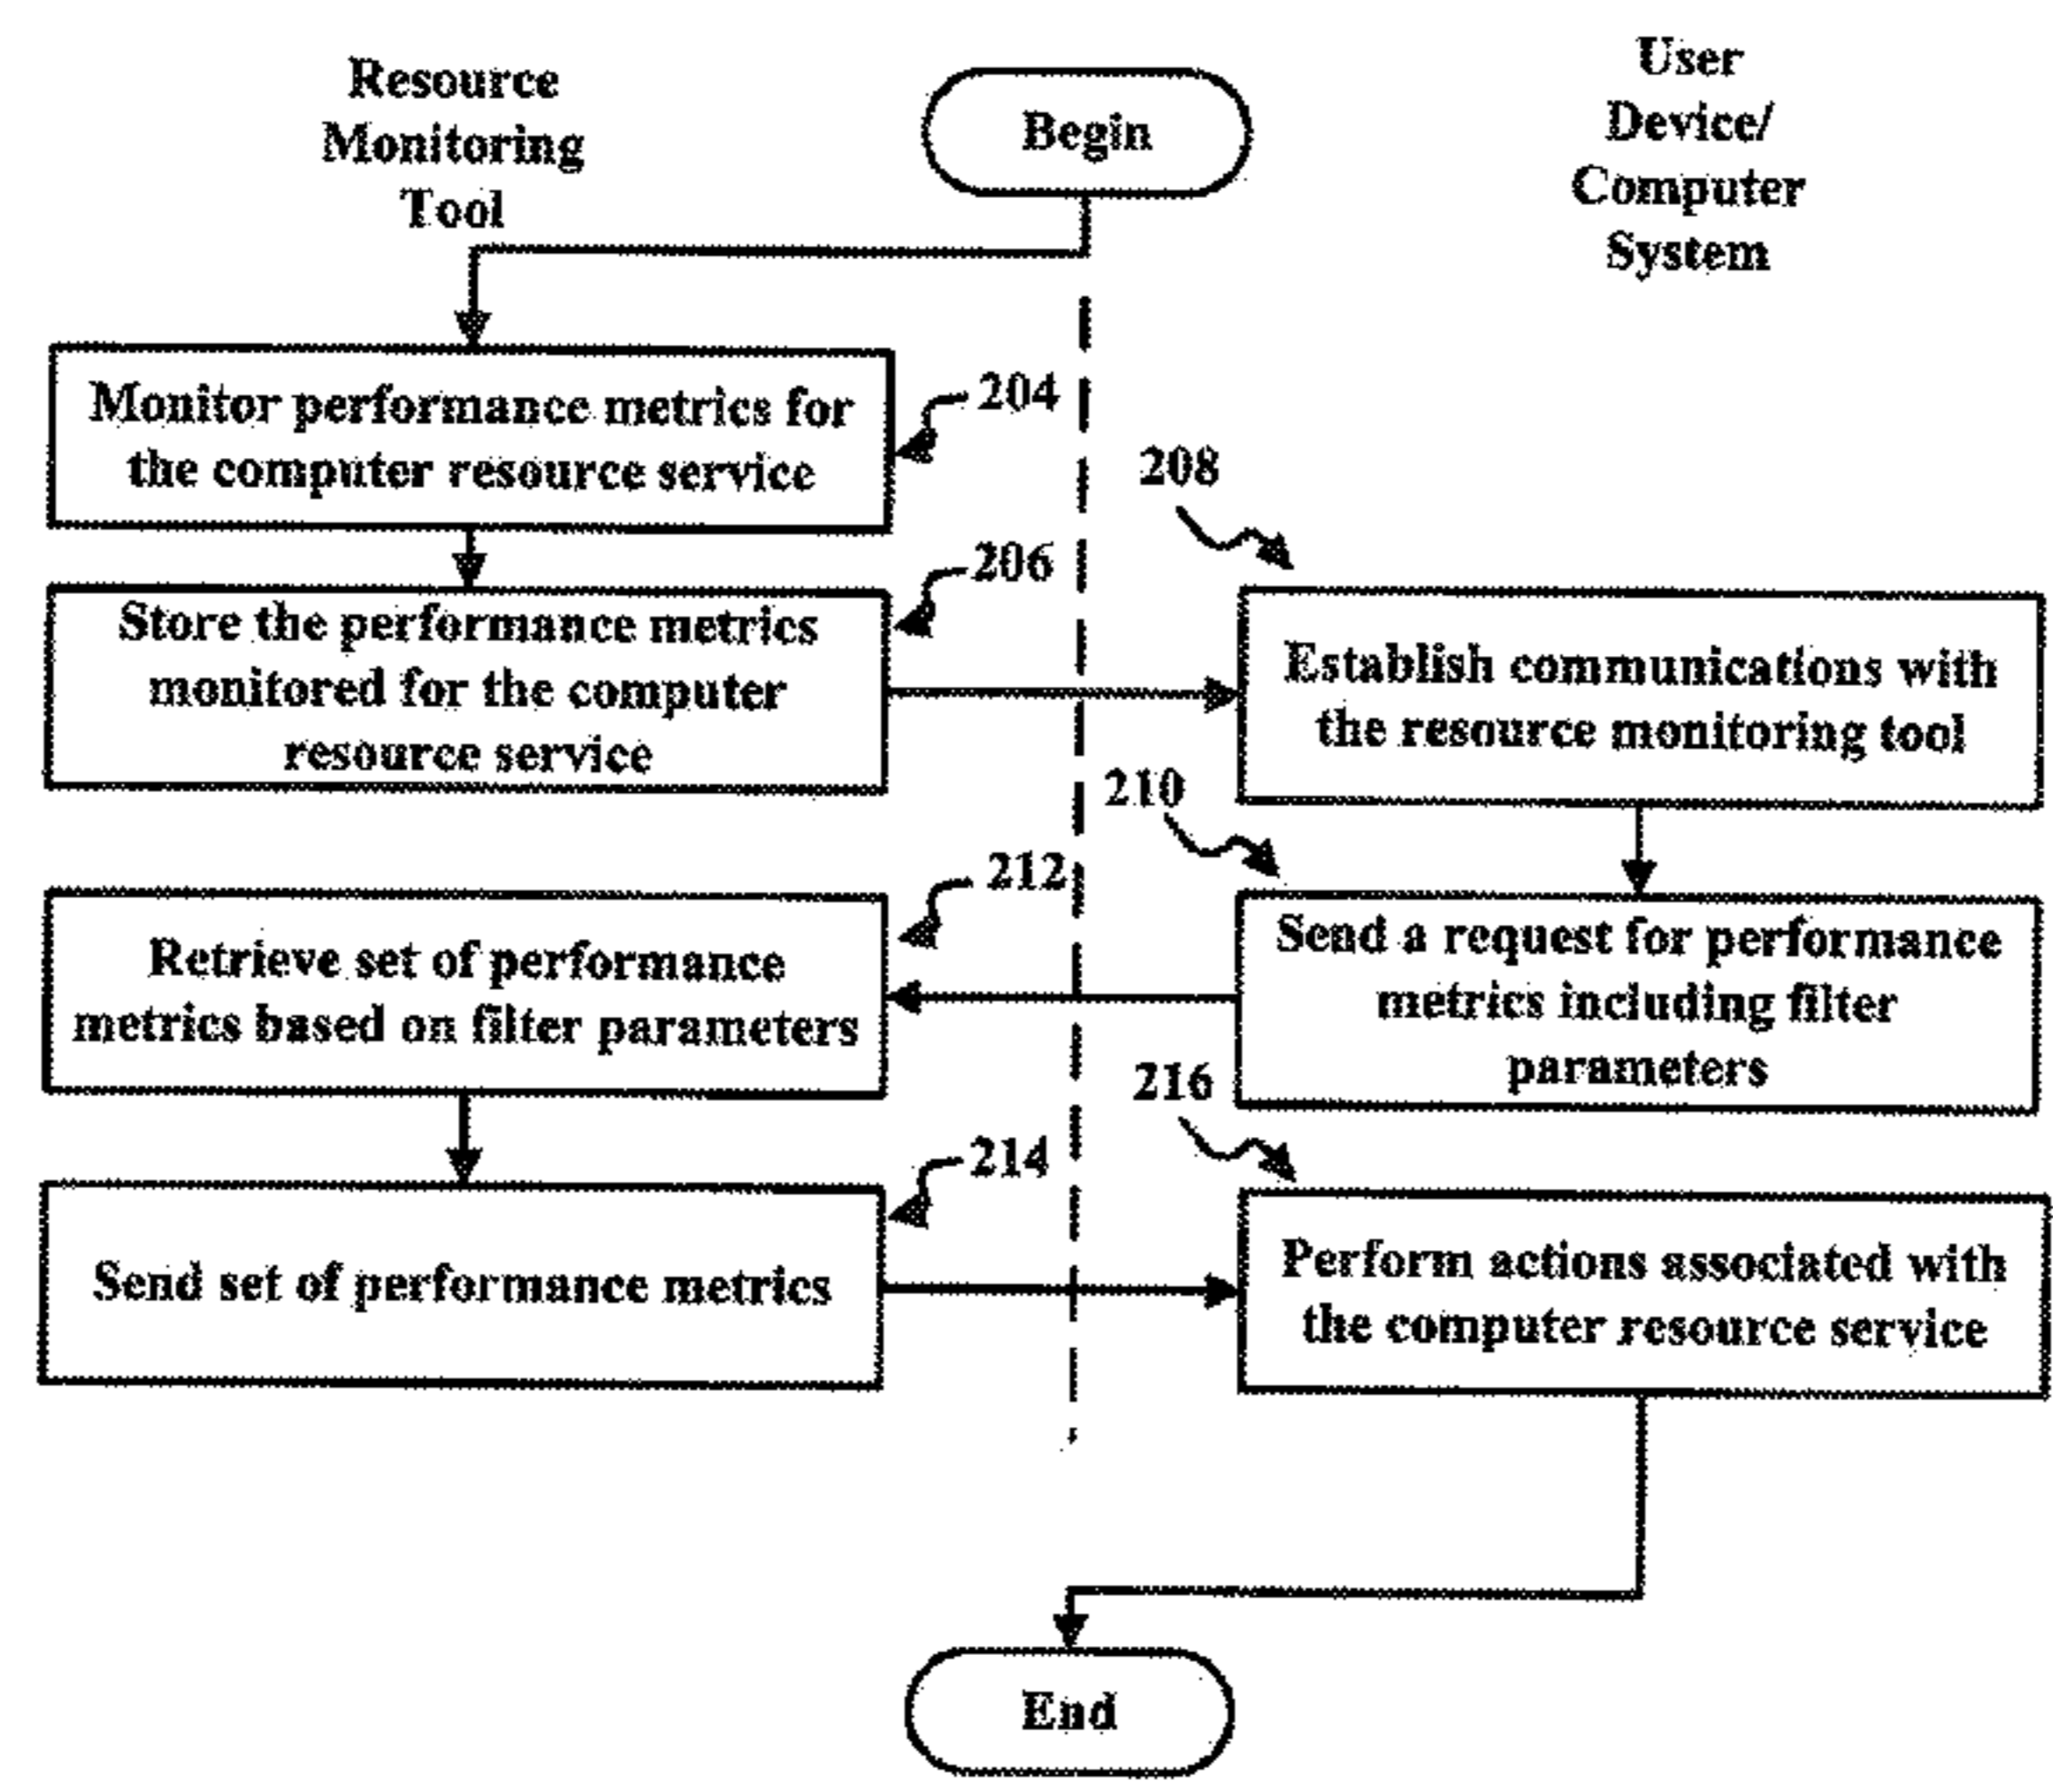 Resource
Monitoring
Tool
Begin
User
Device/
Computer
System
Monitor performance metrics for
the computer resource service
204
206
Store the performance metrics
monitored for the computer
resource service
208
Establish communications with
the resource monitoring tool
210
Send a request for performance
metrics including filter
parameters
212
Retrieve set of performance
metrics based on filter parameters
214
Send set of performance metrics
216
Perform actions associated with
the computer resource service
End